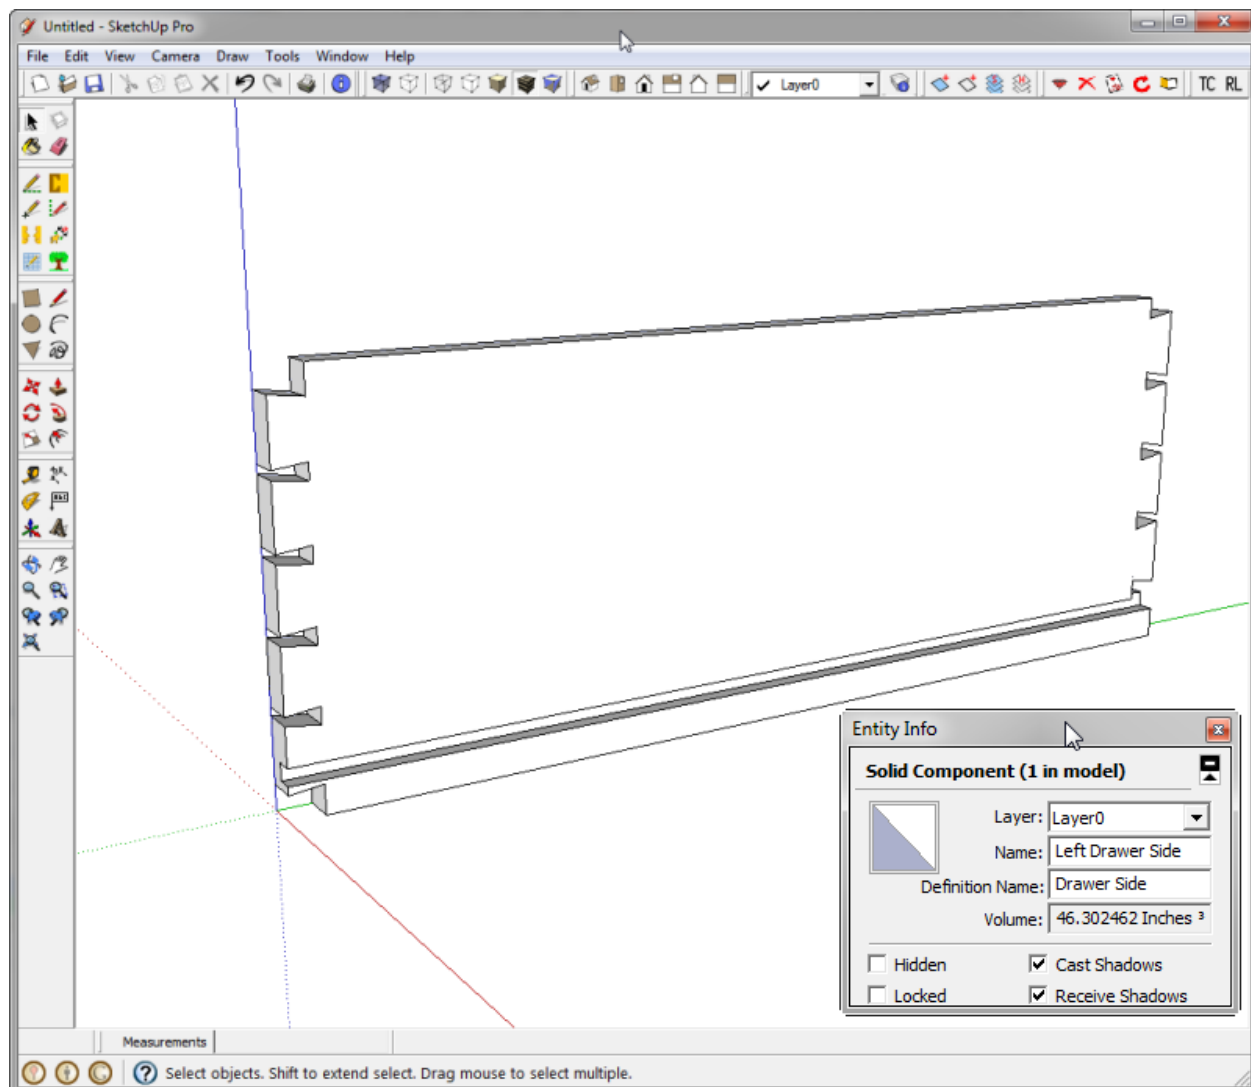 Untitled - SketchUp Pro
File Edit View Camera Draw Tools Window Help
Layer0 TC RL
Entity Info
Solid Component (1 in model)
Layer: Layer0
Name: Left Drawer Side
Definition Name: Drawer Side
Volume: 46.302462 Inches ³
Hidden Cast Shadows
Locked Receive Shadows
Measurements
Select objects. Shift to extend select. Drag mouse to select multiple.